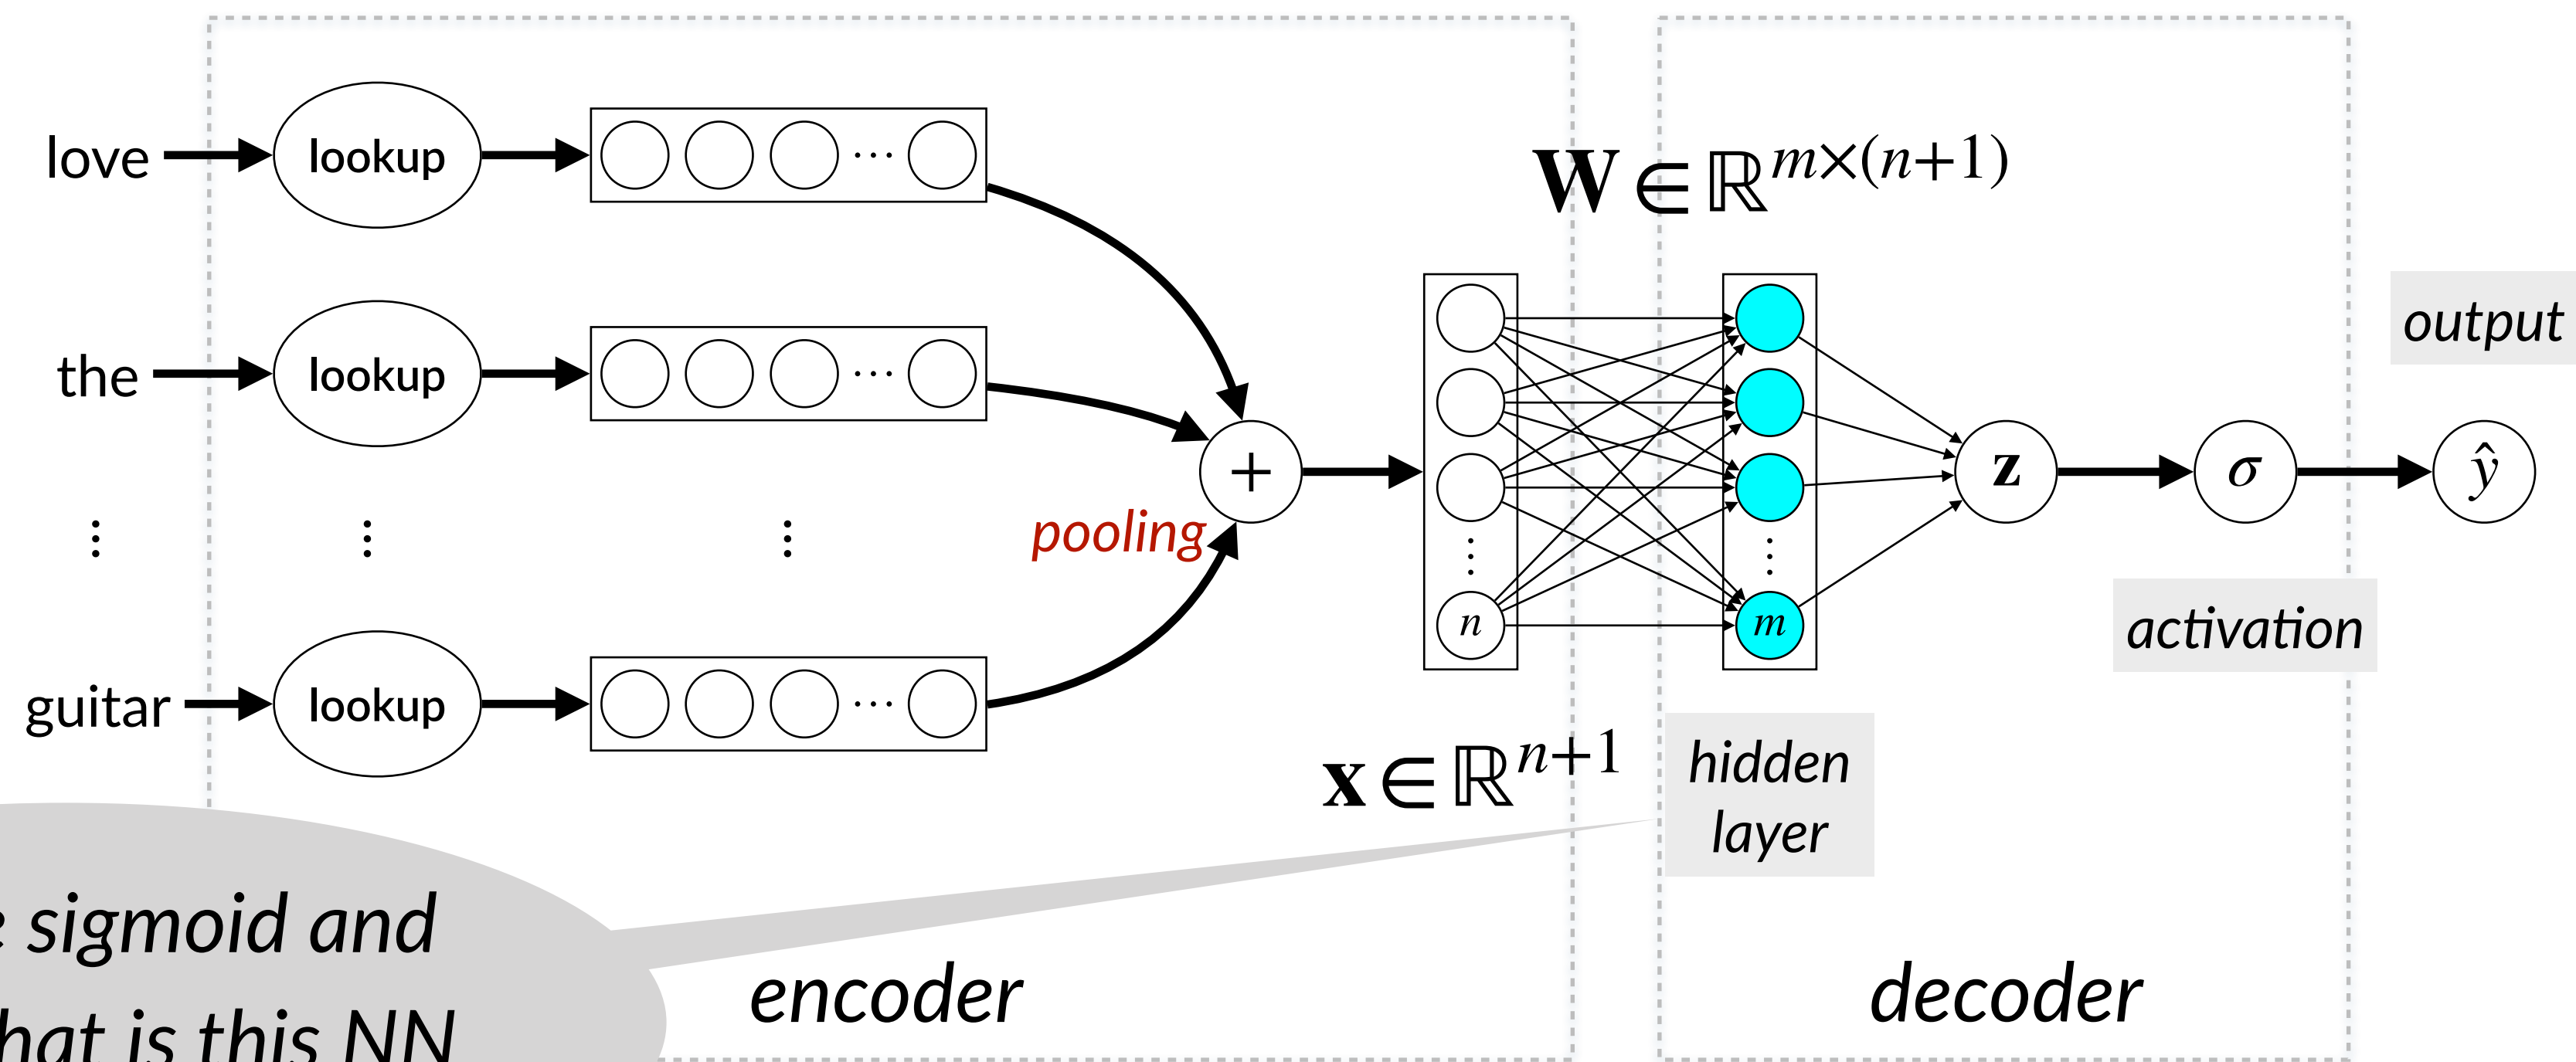 love
lookup
...
the
lookup
...
⋮
⋮
⋮
guitar
lookup
...
pooling
+
W ∈ ℝ^{m×(n+1)}
⋮
n
⋮
m
x ∈ ℝ^{n+1}
hidden
layer
z
σ
activation
output
ŷ
sigmoid and
hat is this NN
encoder
decoder